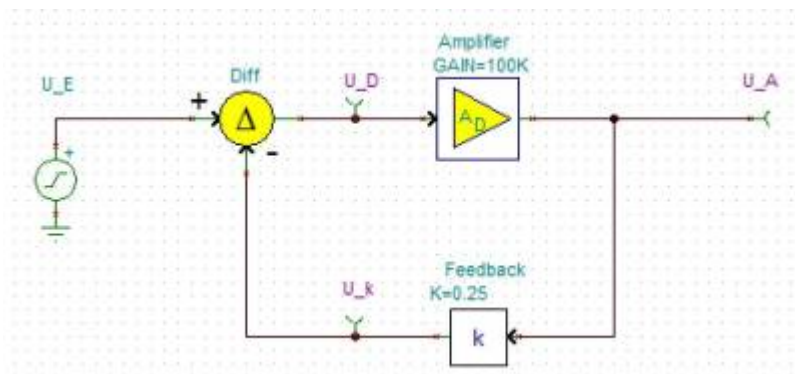 Amplifier
GAIN=100K
U_E
Diff
U_D
U_A
+
Δ
A_D
-
+
Feedback
K=0.25
U_k
k